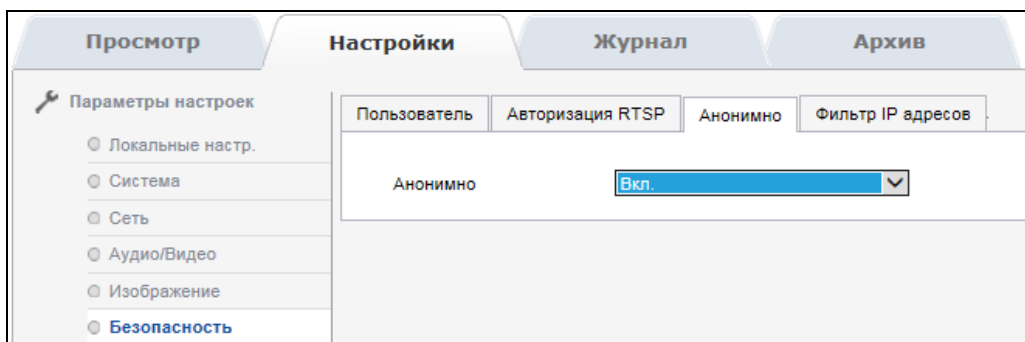 Просмотр Настройки Журнал Архив
Параметры настроек
Локальные настр.
Система
Сеть
Аудио/Видео
Изображение
Безопасность
Пользователь Авторизация RTSP Анонимно Фильтр IP адресов
Анонимно Вкл.